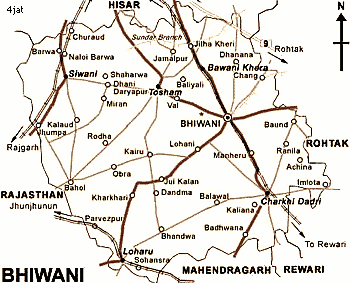 4jat
HISAR
N
Churaud
Sundar Branch
Jilha Kheri
9
Rohtak
Barwa
Naloi Barwa
Jamalpur
Dhanana
Bawani Khera
Siwani
Shaharwa
Baliyali
Chang
Dhani
Daryapur
Tosham
Miran
Val
Kalaud
Jhumpa
BHIWANI
Baund
Rajgarh
Rodha
Lohani
ROHTAK
Kairu
Manheru
Ranila
Obra
Achina
RAJASTHAN
Bahol
Jui Kalan
Imlota
Jhunjhunun
Kharkhari
Dandma
Balawal
Charkhi Dadri
Kaliana
Parvezpur
Badhwana
Bhandwa
To Rewari
Loharu
Sohansra
BHIWANI
MAHENDRAGARH
REWARI